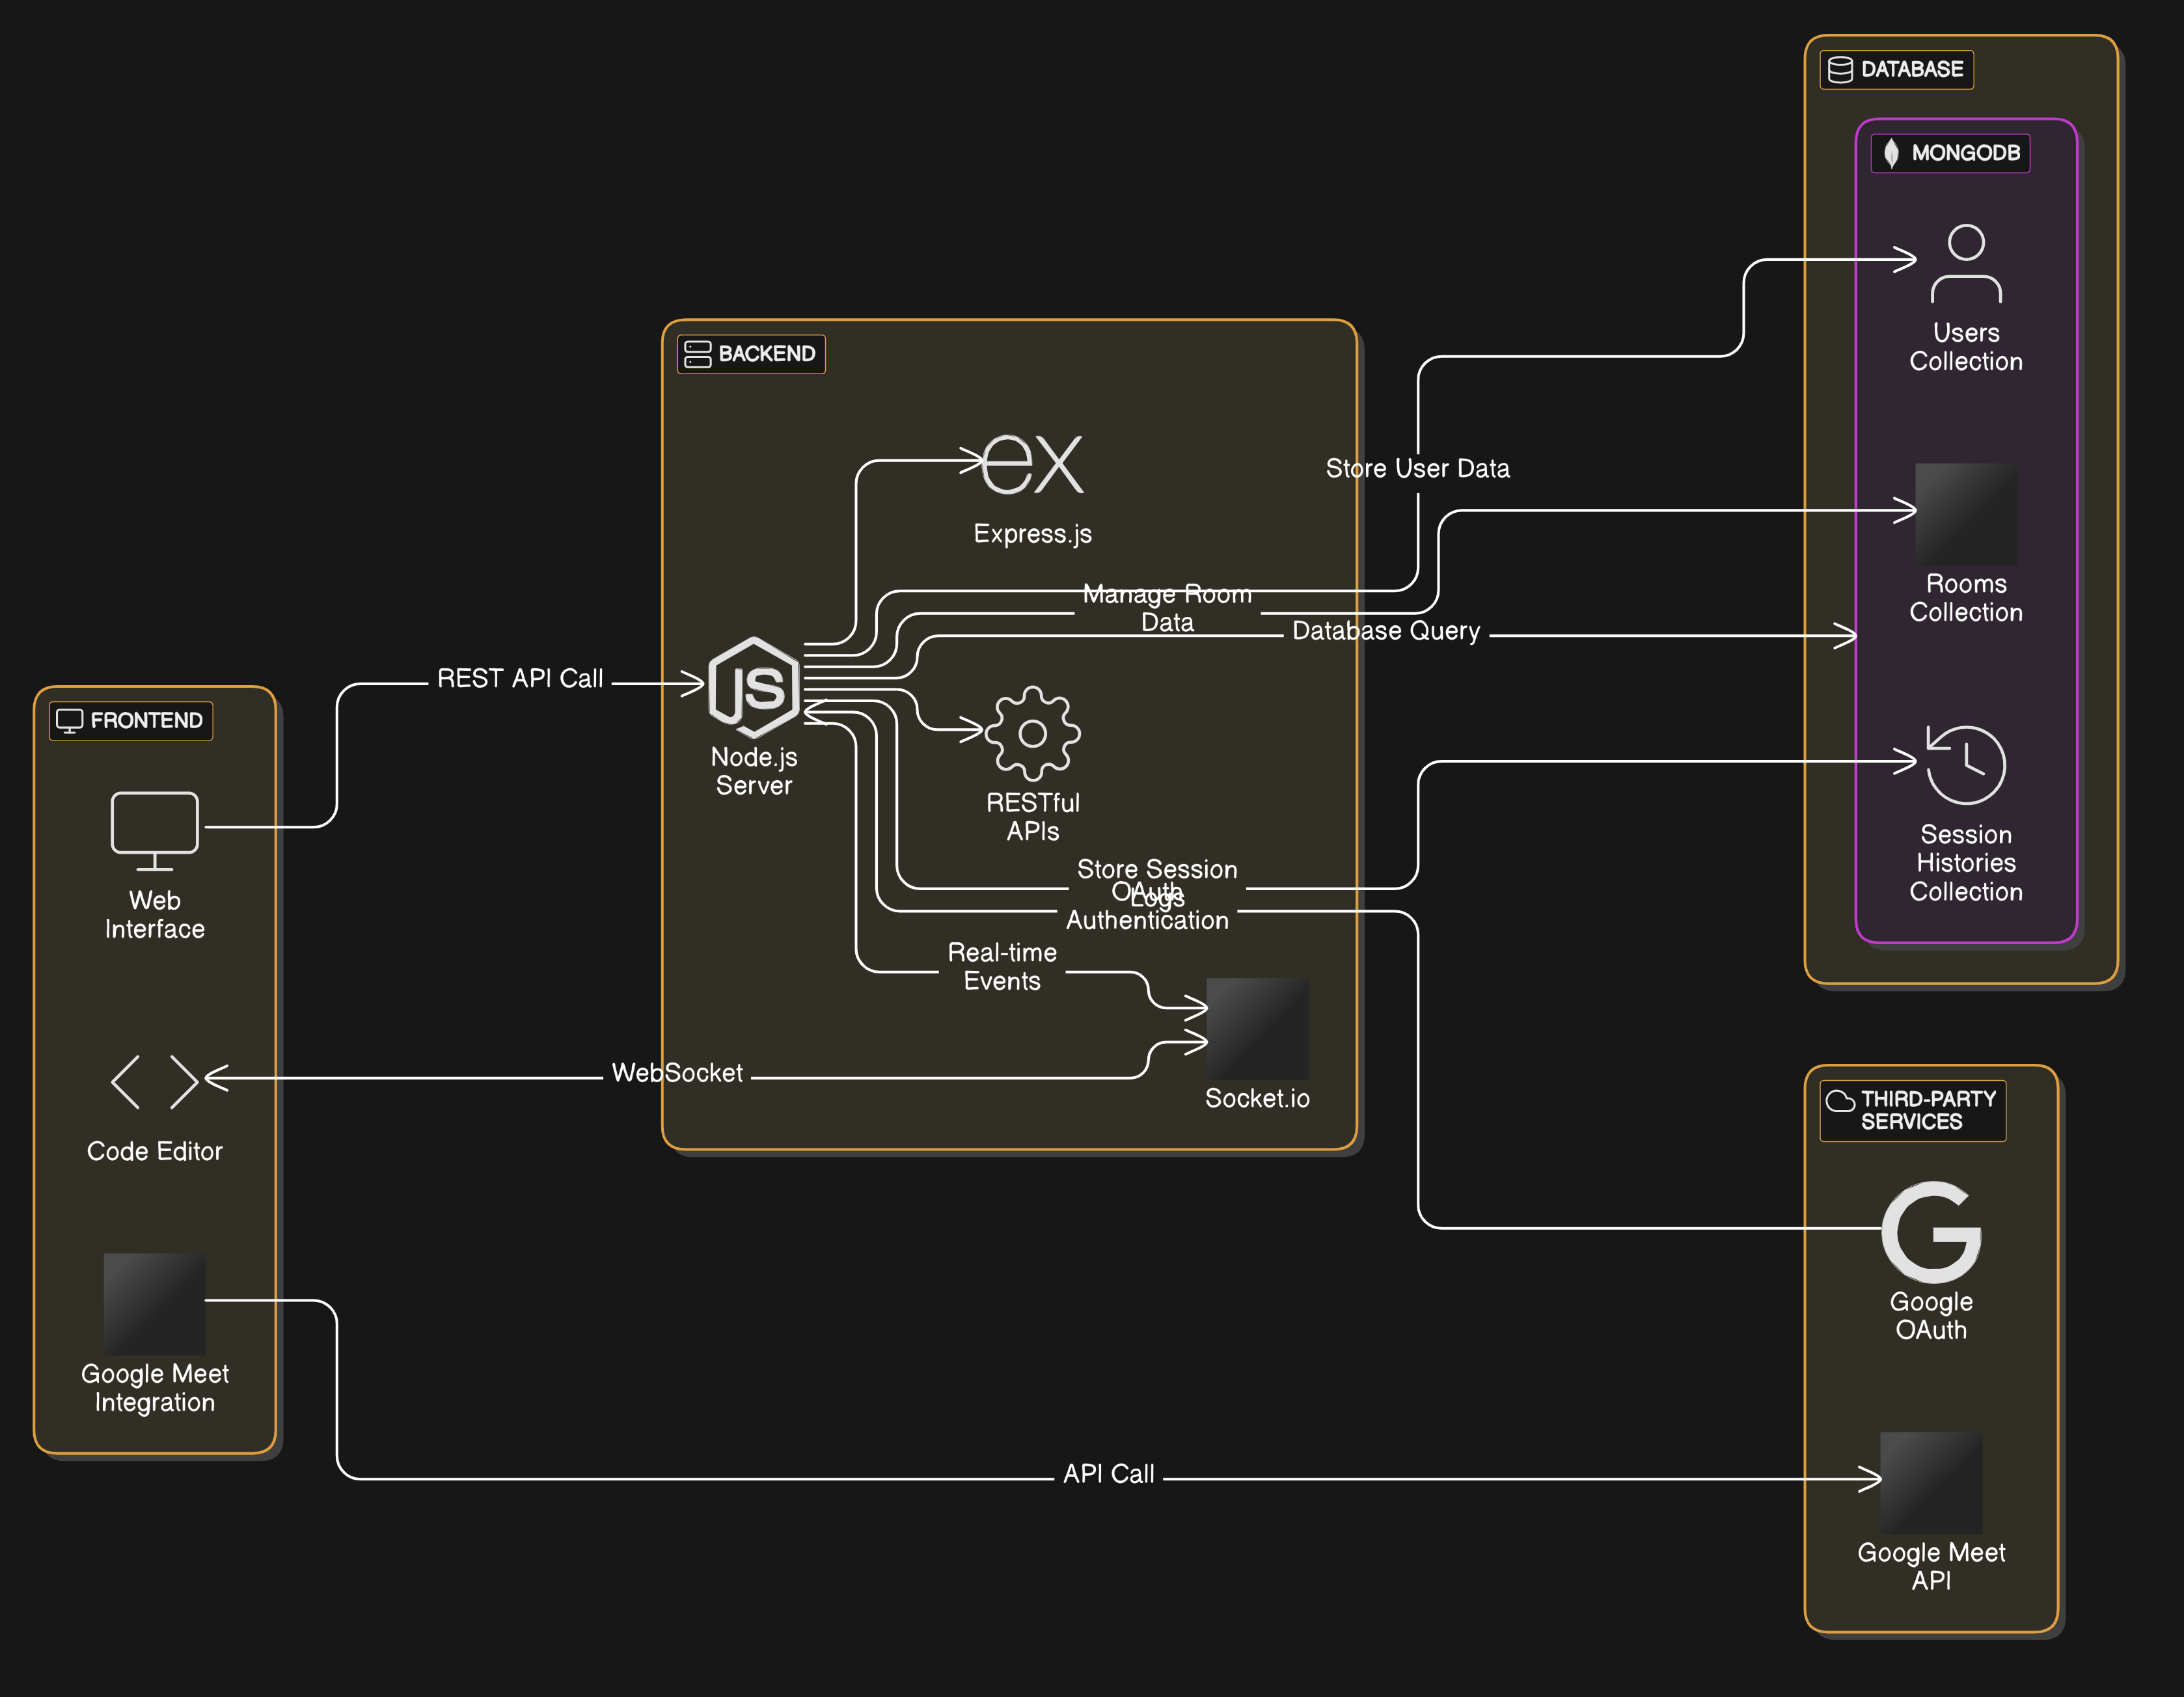 DATABASE
MONGODB
Users
Collection
Rooms
Collection
Session
Histories
Collection
BACKEND
ex
Express.js
Store User Data
Manage Room
Data
Database Query
REST API Call
JS
Node.js
Server
RESTful
APIs
Store Session
Logs
OAuth
Authentication
Real-time
Events
WebSocket
Socket.io
FRONTEND
Web
Interface
Code Editor
Google Meet
Integration
API Call
THIRD-PARTY
SERVICES
G
Google
OAuth
Google Meet
API